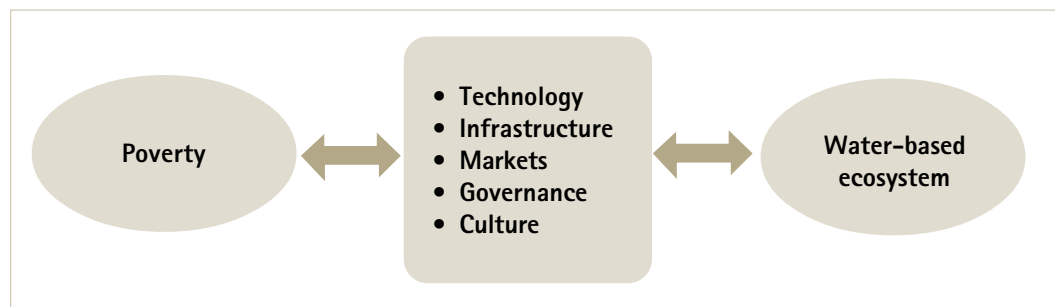 Poverty
• Technology
• Infrastructure
• Markets
• Governance
• Culture
Water-based
ecosystem